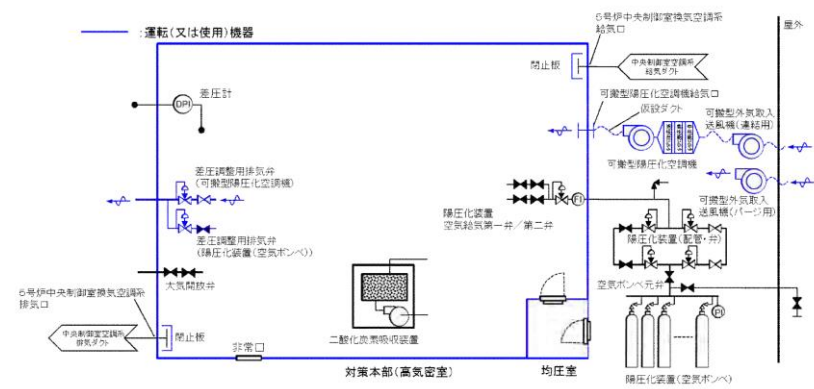 ：運転(又は使用)機器
5号炉中央制御室換気空調系
給気口
屋外
閉止板
中央制御室空調系
給気ダクト
差圧計
DPI
可搬型陽圧化空調機給気口
仮設ダクト
可搬型外気取入
送風機(連結用)
可搬型陽圧化空調機
差圧調整用排気弁
(可搬型陽圧化空調機)
陽圧化装置
空気給気第一弁／第二弁
FI
可搬型外気取入
送風機(パージ用)
差圧調整用排気弁
(陽圧化装置(空気ボンベ))
陽圧化装置(配管・弁)
大気開放弁
空気ボンベ元弁
5号炉中央制御室換気空調系
排気口
PI
中央制御室空調系
排気ダクト
閉止板
二酸化炭素吸収装置
非常口
対策本部(高気密室)
均圧室
陽圧化装置(空気ボンベ)